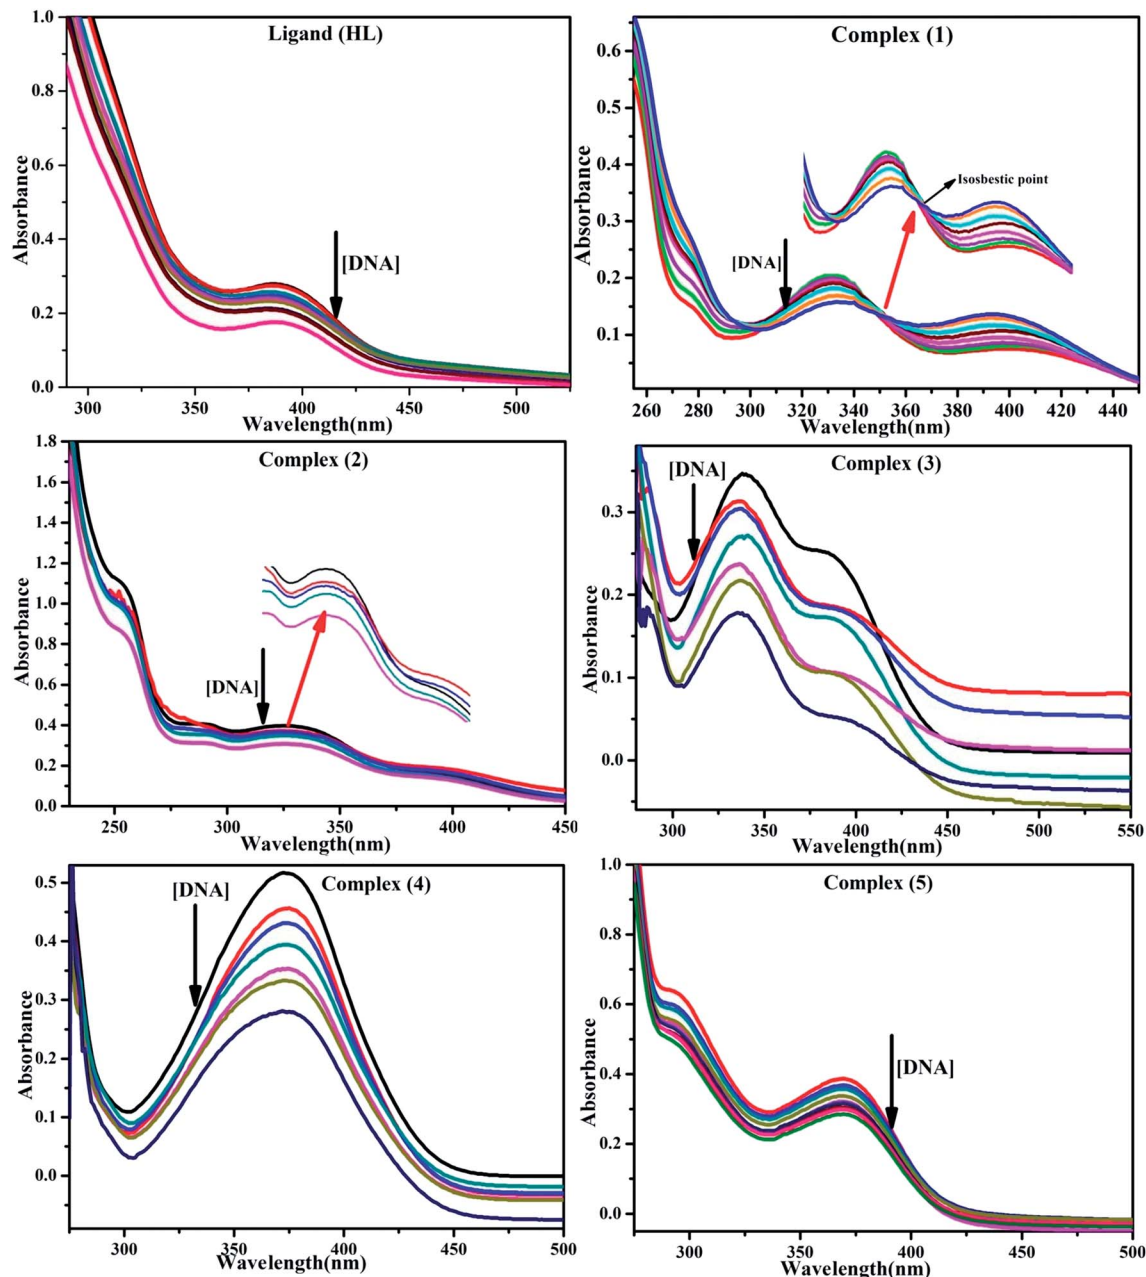 Ligand (HL)
1.0
0.8
0.6
0.4
0.2
0.0
Absorbance
[DNA]
300 350 400 450 500
Wavelength(nm)
Complex (1)
0.6
0.5
0.4
0.3
0.2
0.1
Absorbance
Isosbestic point
[DNA]
260 280 300 320 340 360 380 400 420 440
Wavelength(nm)
Complex (2)
1.8
1.6
1.4
1.2
1.0
0.8
0.6
0.4
0.2
0.0
Absorbance
[DNA]
250 300 350 400 450
Wavelength(nm)
Complex (3)
0.3
0.2
0.1
0.0
Absorbance
[DNA]
300 350 400 450 500 550
Wavelength(nm)
Complex (4)
0.5
0.4
0.3
0.2
0.1
0.0
Absorbance
[DNA]
300 350 400 450 500
Wavelength(nm)
Complex (5)
1.0
0.8
0.6
0.4
0.2
0.0
Absorbance
[DNA]
300 350 400 450 500
Wavelength(nm)